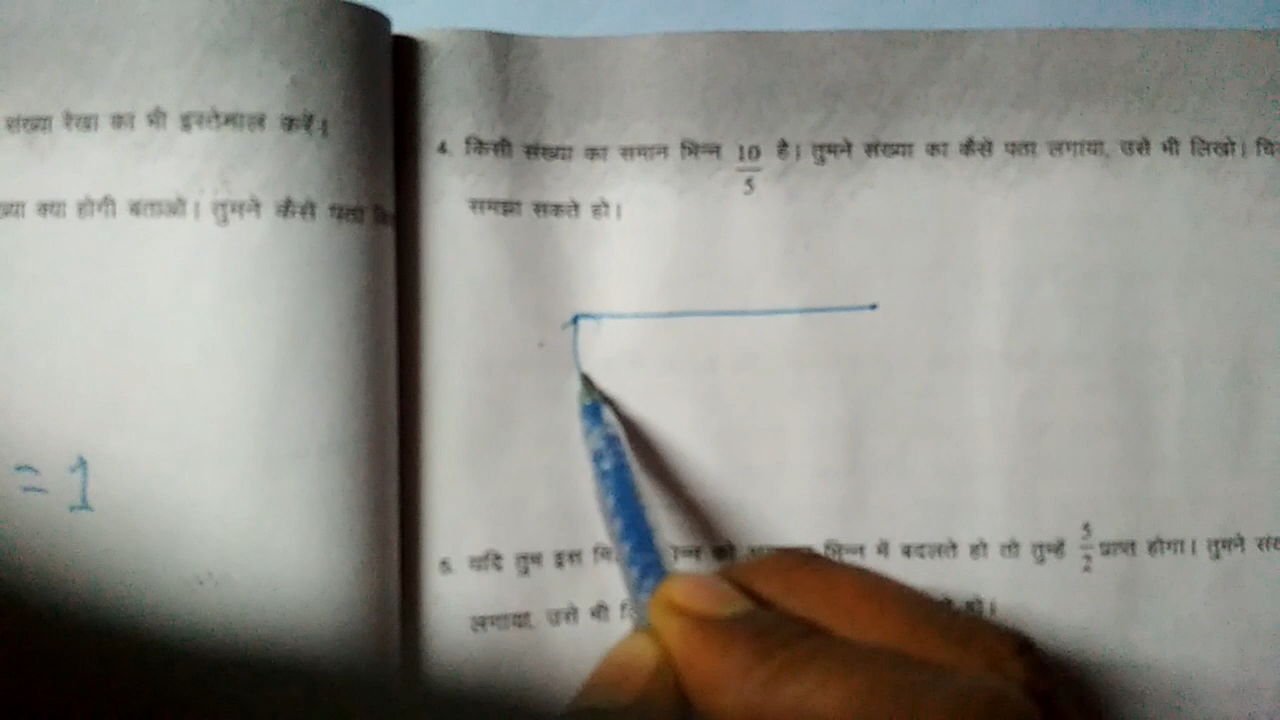 संख्या रेखा का भी इस्तेमाल करें।
क्या होगी बताओ। तुमने कैसे पता
= 1
4. किसी संख्या का समान भिन्न 10/5 है। तुमने संख्या का कैसे पता लगाया, उसे भी लिखो।
समझा सकते हो।
5. यदि तुम इस भिन्न में बदलते हो तो तुम्हें 5/2 प्राप्त होगा। तुमने
लगाया, उसे भी हो।